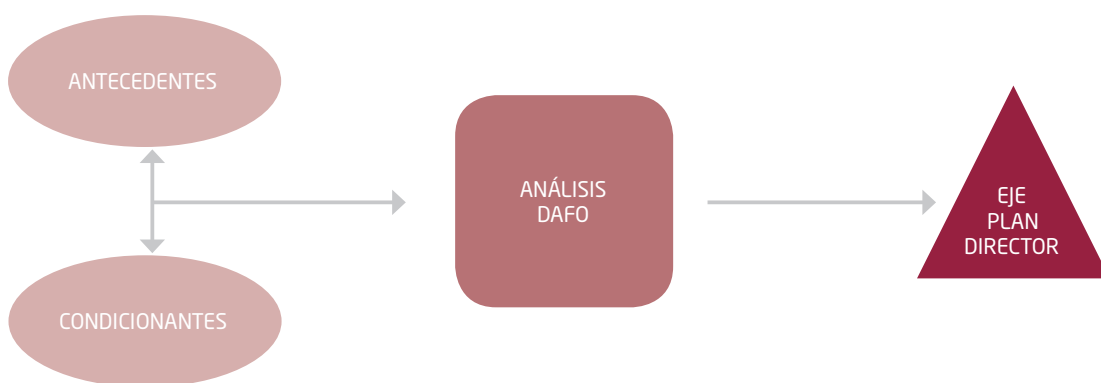 ANTECEDENTES
CONDICIONANTES
ANÁLISIS
DAFO
EJE
PLAN
DIRECTOR